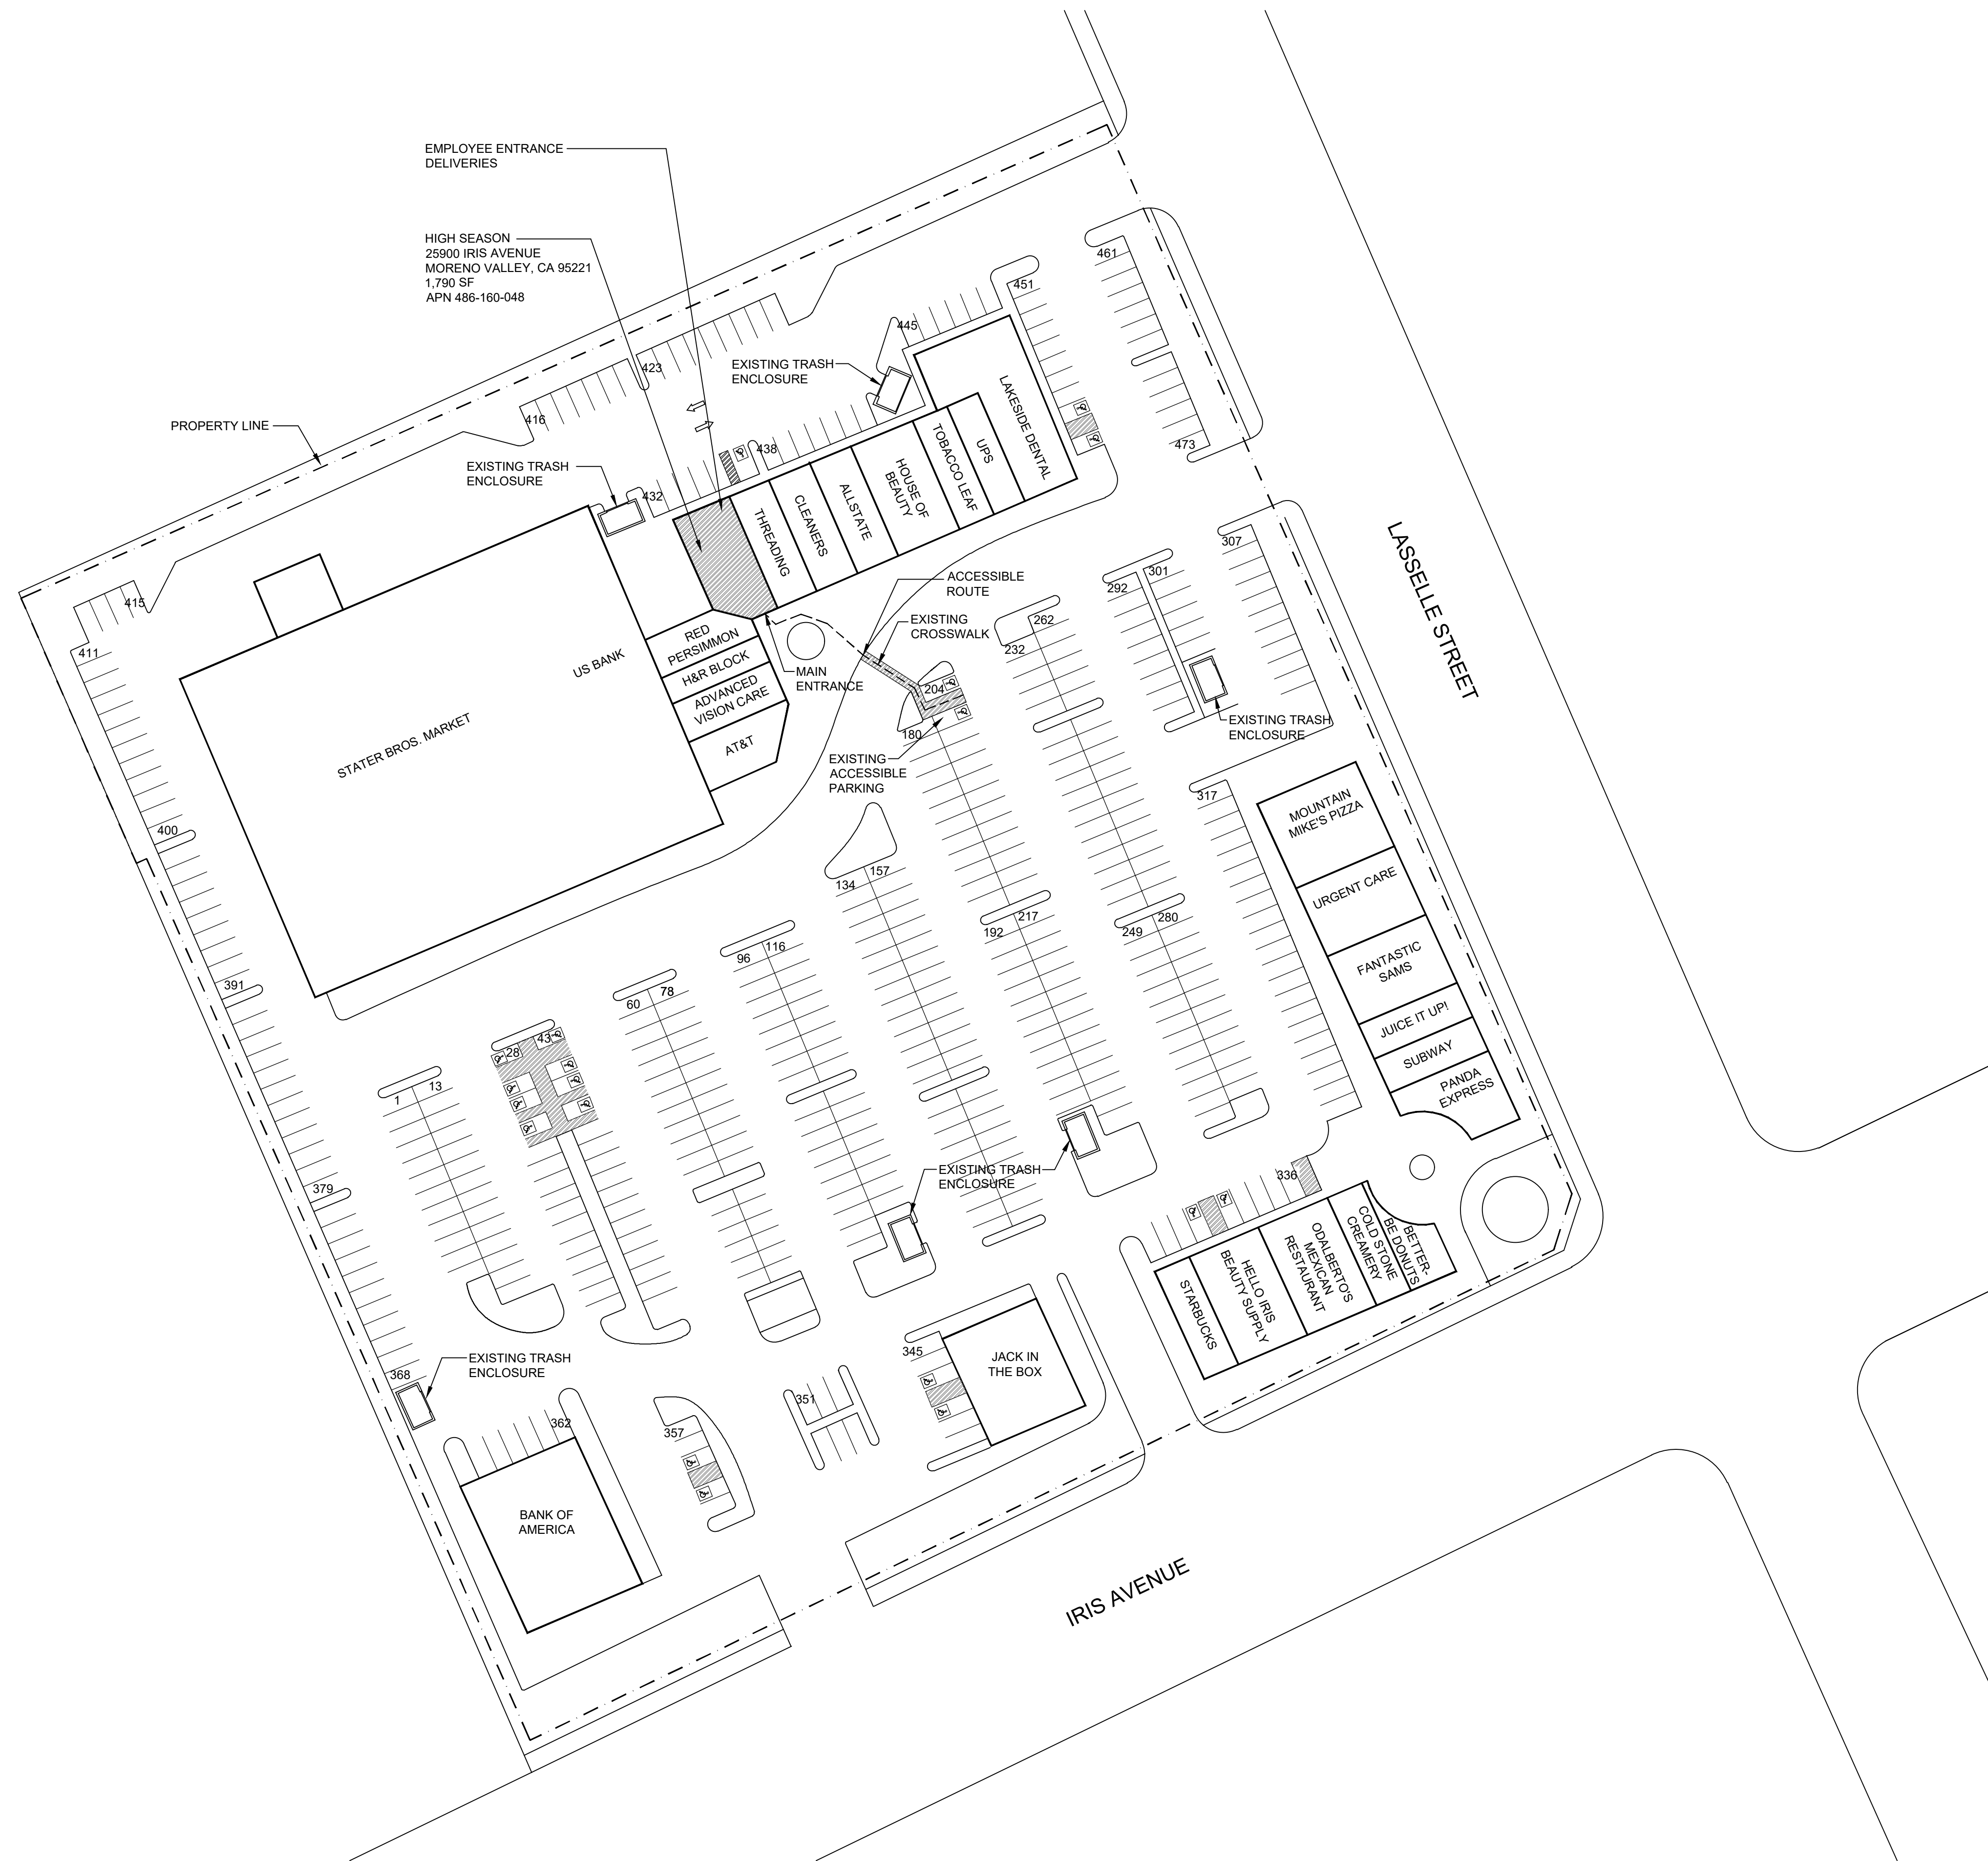 EMPLOYEE ENTRANCE
DELIVERIES
HIGH SEASON
25900 IRIS AVENUE
MORENO VALLEY, CA 95221
1,790 SF
APN 486-160-048
461
451
445
423
EXISTING TRASH
ENCLOSURE
416
PROPERTY LINE
438
473
EXISTING TRASH
ENCLOSURE
432
LAKESIDE DENTAL
UPS
TOBACCO LEAF
HOUSE OF
BEAUTY
ALLSTATE
CLEANERS
THREADING
LASSELLE STREET
307
301
292
ACCESSIBLE
ROUTE
EXISTING
CROSSWALK
262
232
415
411
RED
PERSIMMON
H&R BLOCK
ADVANCED
VISION CARE
AT&T
US BANK
STATER BROS. MARKET
MAIN
ENTRANCE
204
180
EXISTING TRASH
ENCLOSURE
EXISTING
ACCESSIBLE
PARKING
317
MOUNTAIN
MIKE'S PIZZA
400
157
134
URGENT CARE
217
192
280
249
116
96
FANTASTIC
SAMS
391
78
60
JUICE IT UP!
43
28
SUBWAY
13
1
PANDA
EXPRESS
EXISTING TRASH
ENCLOSURE
336
379
BETTER-
BE DONUTS
COLD STONE
CREAMERY
ODALBERTO'S
MEXICAN
RESTAURANT
HELLO IRIS
BEAUTY SUPPLY
STARBUCKS
345
JACK IN
THE BOX
EXISTING TRASH
ENCLOSURE
368
351
362
357
BANK OF
AMERICA
IRIS AVENUE